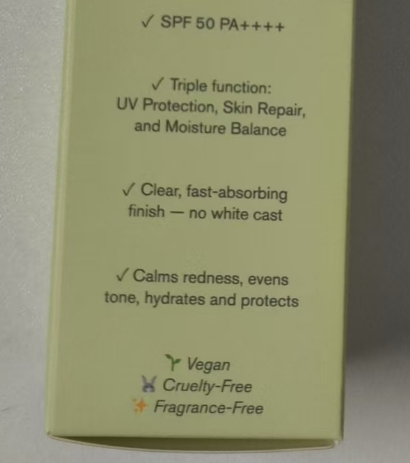 ✓ SPF 50 PA++++
✓ Triple function:
UV Protection, Skin Repair,
and Moisture Balance
✓ Clear, fast-absorbing
finish — no white cast
✓ Calms redness, evens
tone, hydrates and protects
🌱 Vegan
🐰 Cruelty-Free
✨ Fragrance-Free